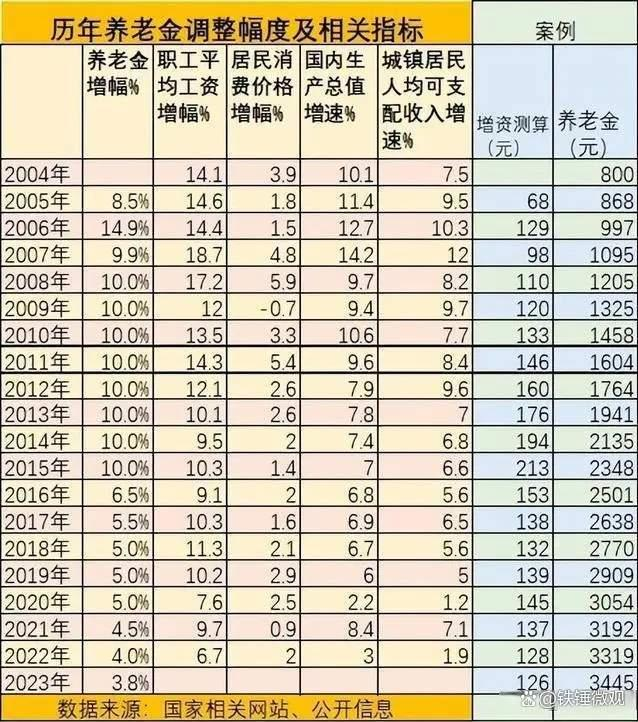 历年养老金调整幅度及相关指标 案例
养老金增幅% 职工平均工资增幅% 居民消费价格增幅% 国内生产总值增速% 城镇居民人均可支配收入增速% 增资测算（元） 养老金（元）
2004年 14.1 3.9 10.1 7.5 800
2005年 8.5% 14.6 1.8 11.4 9.5 68 868
2006年 14.9% 14.4 1.5 12.7 10.3 129 997
2007年 9.9% 18.7 4.8 14.2 12 98 1095
2008年 10.0% 17.2 5.9 9.7 8.2 110 1205
2009年 10.0% 12 -0.7 9.4 9.7 120 1325
2010年 10.0% 13.5 3.3 10.6 7.7 133 1458
2011年 10.0% 14.3 5.4 9.6 8.4 146 1604
2012年 10.0% 12.1 2.6 7.9 9.6 160 1764
2013年 10.0% 10.1 2.6 7.8 7 176 1941
2014年 10.0% 9.5 2 7.4 6.8 194 2135
2015年 10.0% 10.3 1.4 7 6.6 213 2348
2016年 6.5% 9.1 2 6.8 5.6 153 2501
2017年 5.5% 10.3 1.6 6.9 6.5 138 2638
2018年 5.0% 11.3 2.1 6.7 5.6 132 2770
2019年 5.0% 10.2 2.9 6 5 139 2909
2020年 5.0% 7.6 2.5 2.2 1.2 145 3054
2021年 4.5% 9.7 0.9 8.4 7.1 137 3192
2022年 4.0% 6.7 2 3 1.9 128 3319
2023年 3.8% 126 3445
数据来源：国家相关网站、公开信息
铁锤微观